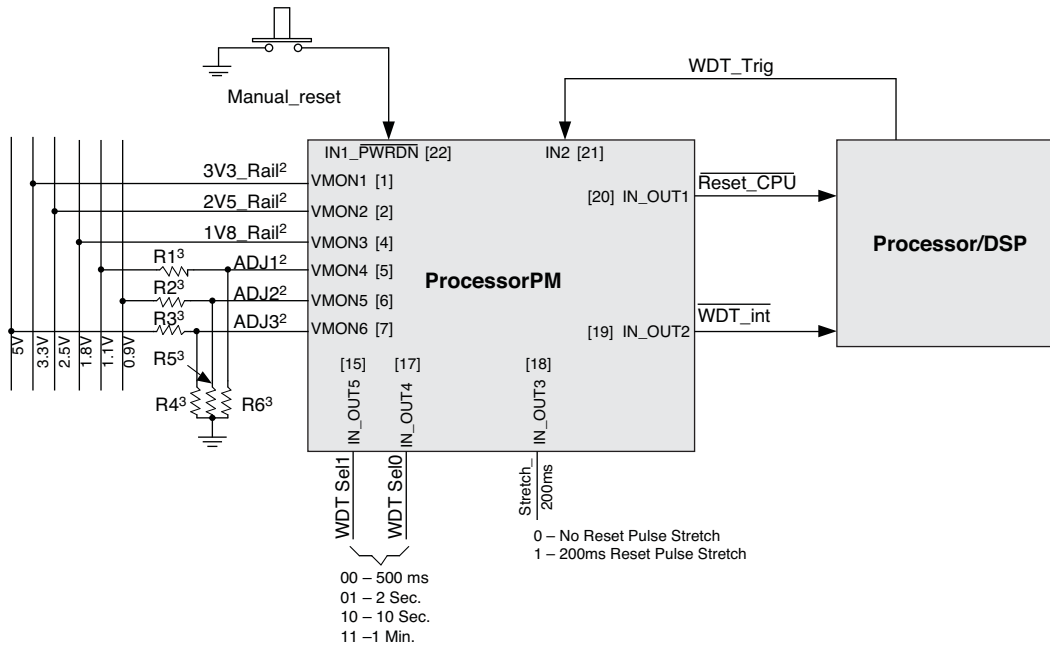 Manual_reset
WDT_Trig
IN1_PWRDN [22]
IN2 [21]
3V3_Rail²
VMON1 [1]
2V5_Rail²
VMON2 [2]
1V8_Rail²
VMON3 [4]
R1³
ADJ1²
VMON4 [5]
R2³
ADJ2²
VMON5 [6]
R3³
ADJ3²
VMON6 [7]
ProcessorPM
[20] IN_OUT1
Reset_CPU
[19] IN_OUT2
WDT_int
Processor/DSP
5V
3.3V
2.5V
1.8V
1.1V
0.9V
R5³
R4³
R6³
[15]
IN_OUT5
[17]
IN_OUT4
[18]
IN_OUT3
WDT Sel1
WDT Sel0
Stretch_
200ms
0 – No Reset Pulse Stretch
1 – 200ms Reset Pulse Stretch
00 – 500 ms
01 – 2 Sec.
10 – 10 Sec.
11 –1 Min.